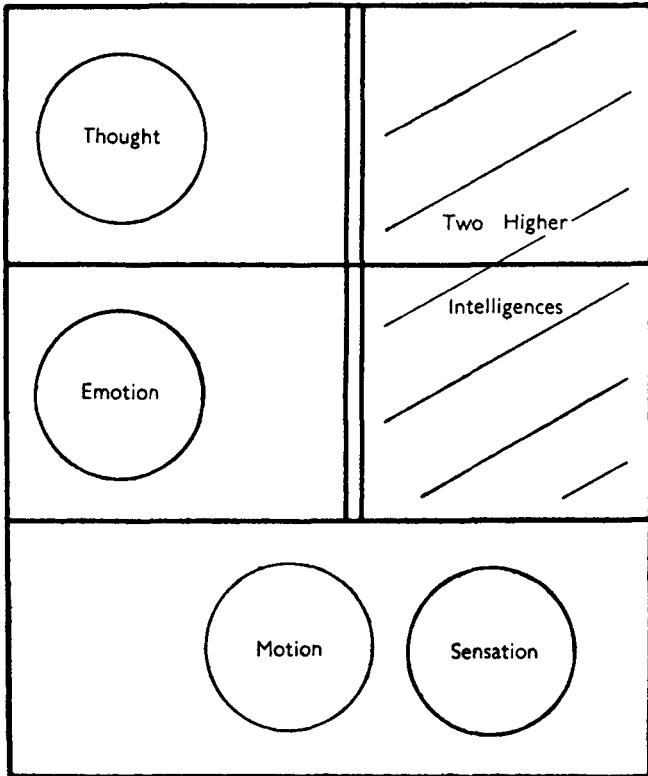 Thought
Two Higher
Intelligences
Emotion
Motion
Sensation